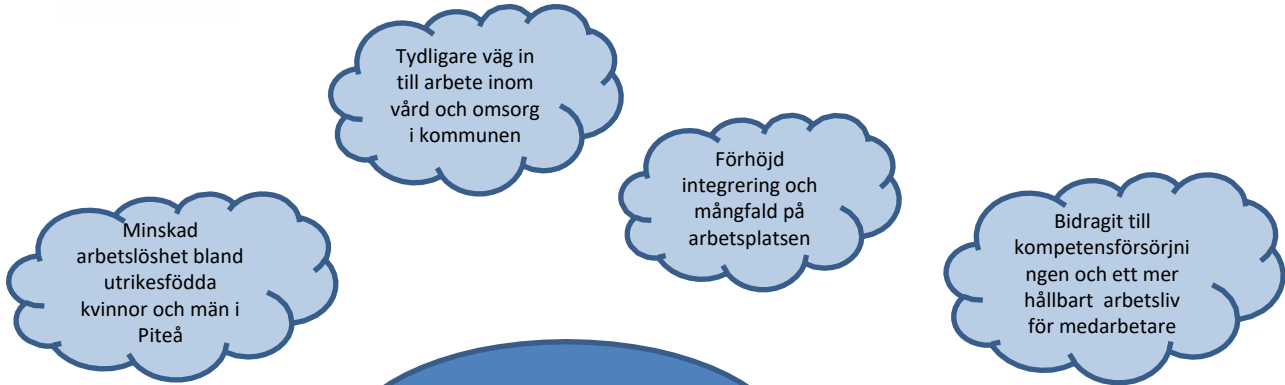 Tydligare väg in
till arbete inom
vård och omsorg
i kommunen
Förhöjd
integrering och
mångfald på
arbetsplatsen
Minskad
arbetslöshet bland
utrikesfödda
kvinnor och män i
Piteå
Bidragit till
kompetensförsörjni
ngen och ett mer
hållbart  arbetsliv
för medarbetare